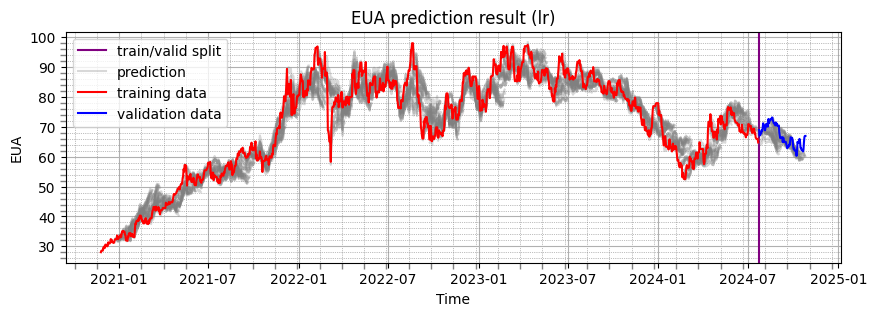 EUA prediction result (lr)
100
90
80
70
60
50
40
30
EUA
train/valid split
prediction
training data
validation data
2021-01
2021-07
2022-01
2022-07
2023-01
2023-07
2024-01
2024-07
2025-01
Time